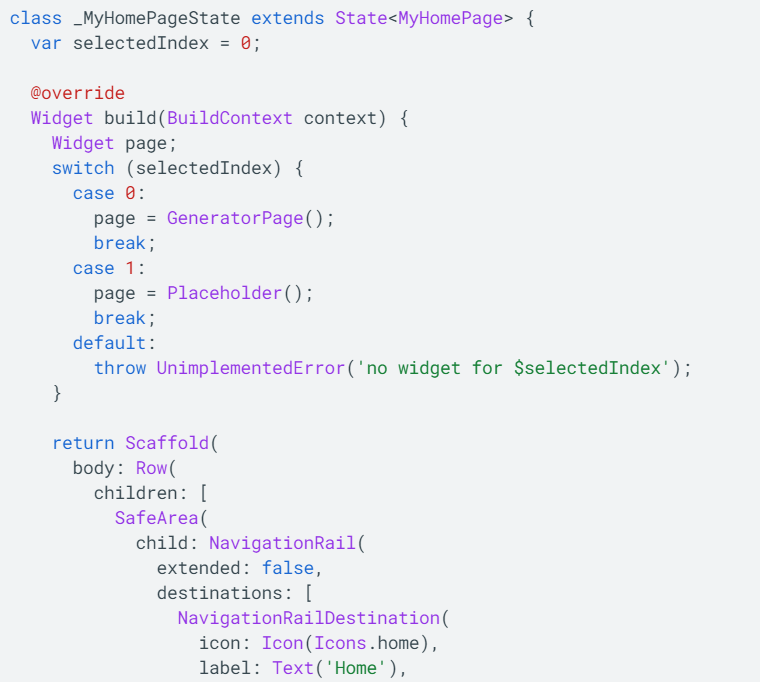 class _MyHomePageState extends State<MyHomePage> {
  var selectedIndex = 0;

  @override
  Widget build(BuildContext context) {
    Widget page;
    switch (selectedIndex) {
      case 0:
        page = GeneratorPage();
        break;
      case 1:
        page = Placeholder();
        break;
      default:
        throw UnimplementedError('no widget for $selectedIndex');
    }

    return Scaffold(
      body: Row(
        children: [
          SafeArea(
            child: NavigationRail(
              extended: false,
              destinations: [
                NavigationRailDestination(
                  icon: Icon(Icons.home),
                  label: Text('Home'),